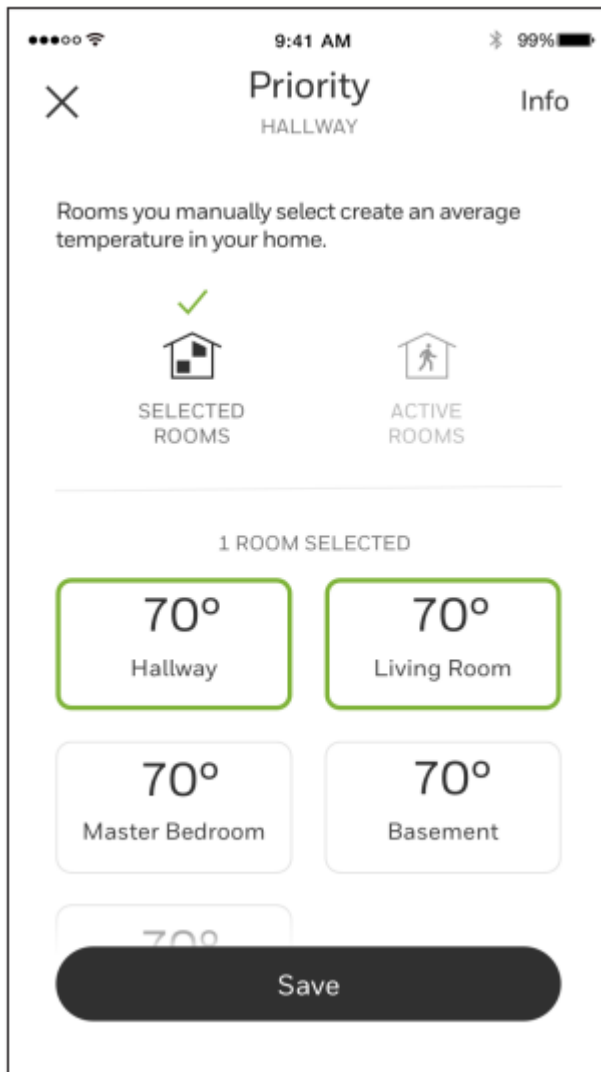 9:41 AM
99%
Priority
HALLWAY
Info
Rooms you manually select create an average
temperature in your home.
SELECTED
ROOMS
ACTIVE
ROOMS
1 ROOM SELECTED
70°
Hallway
70°
Living Room
70°
Master Bedroom
70°
Basement
70°
Save